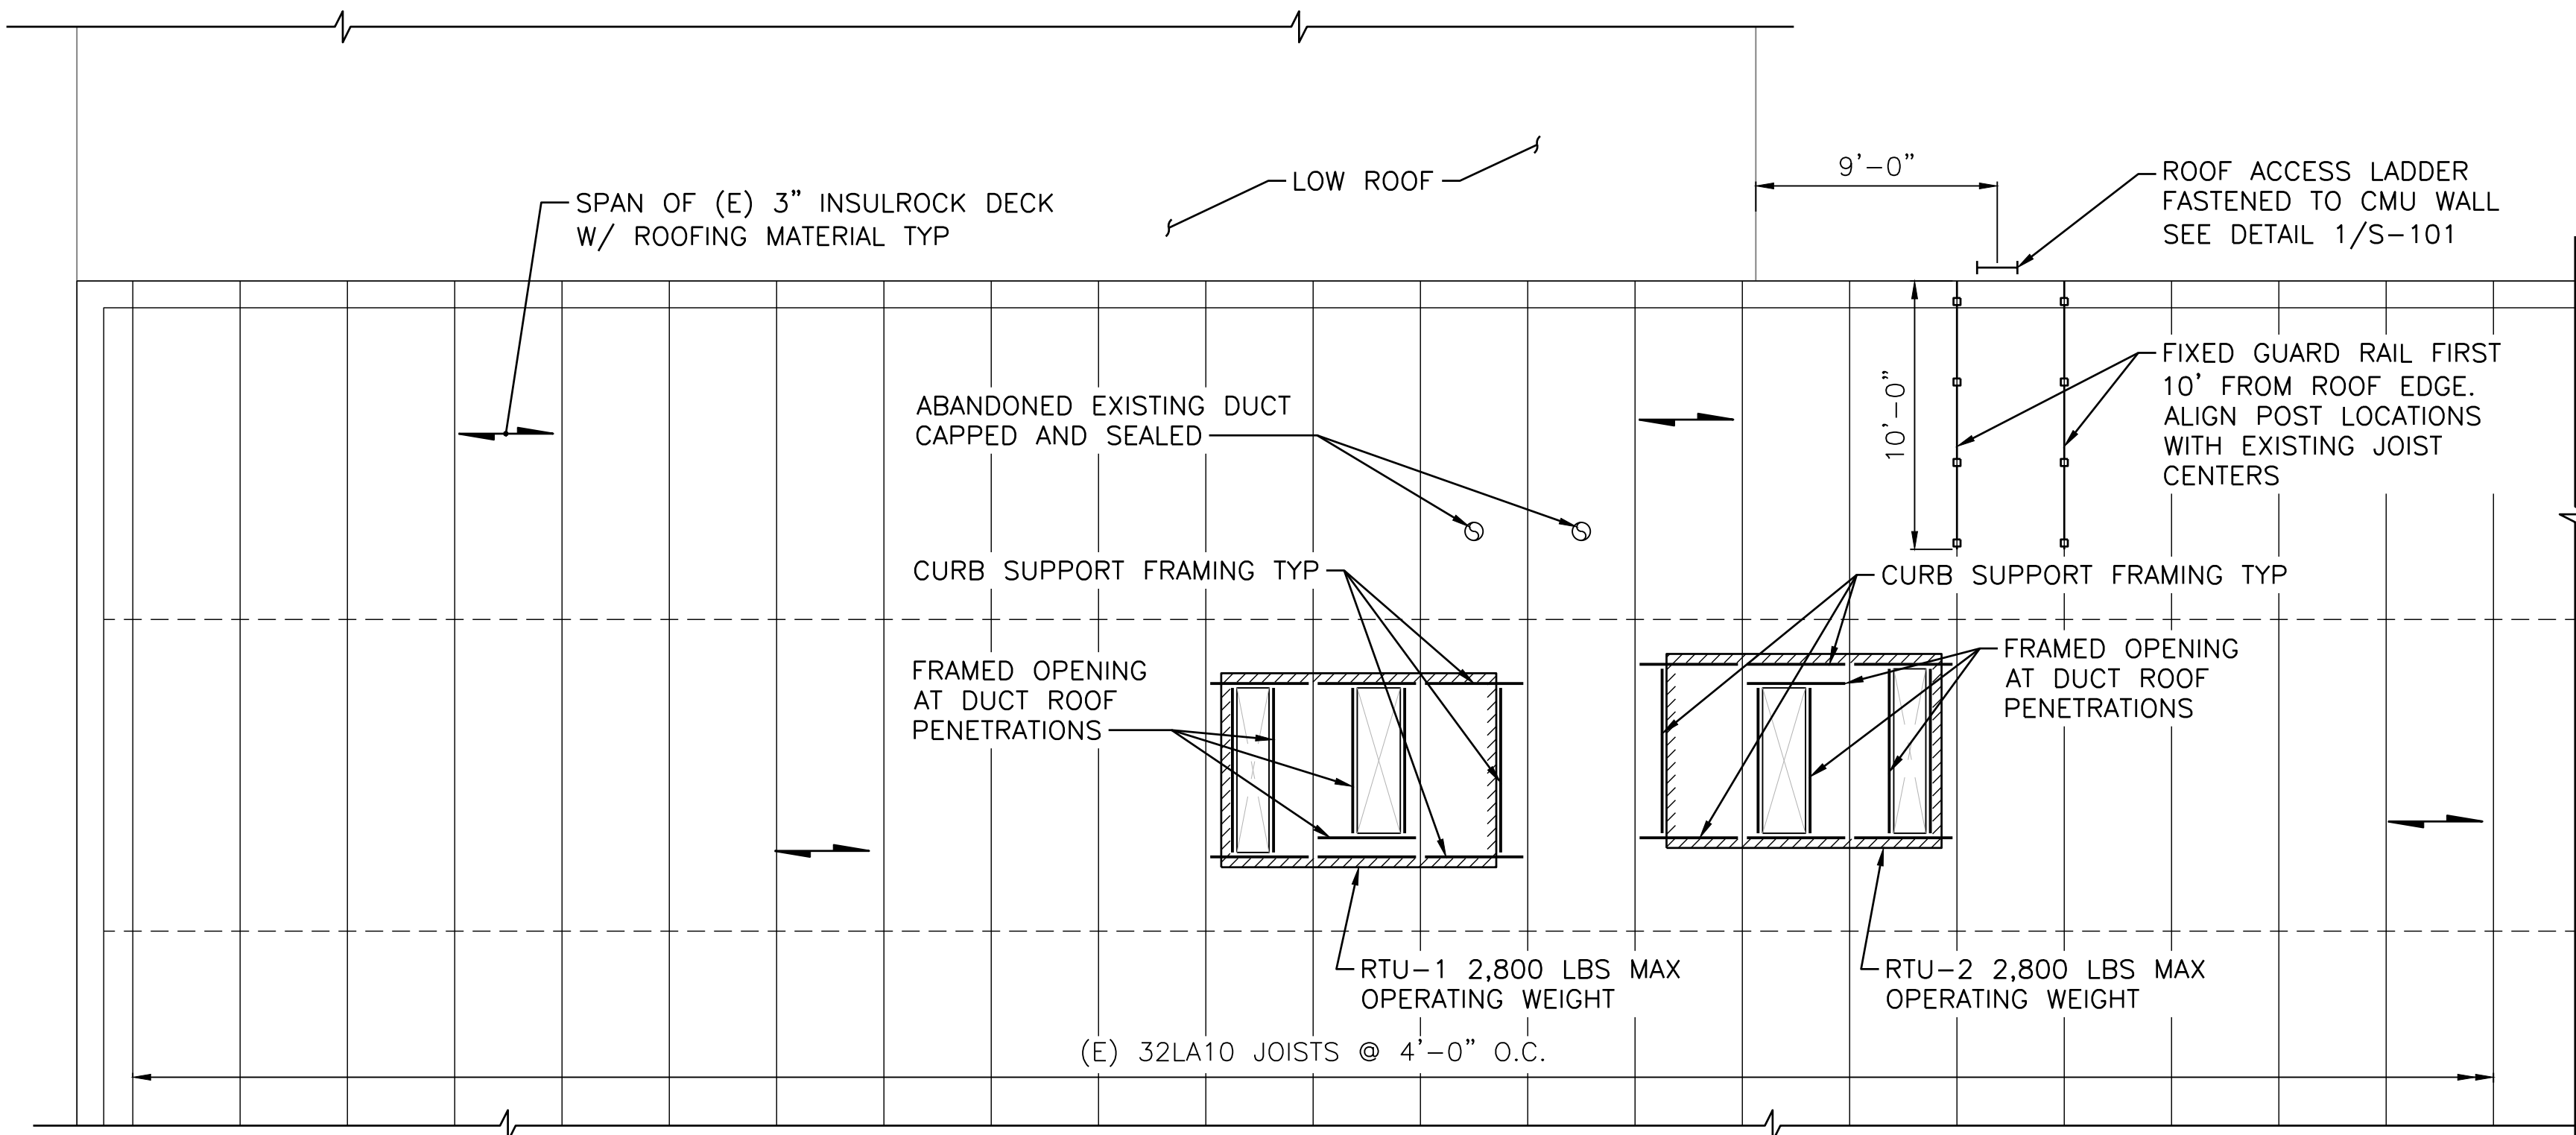 SPAN OF (E) 3" INSULROCK DECK
W/ ROOFING MATERIAL TYP
LOW ROOF
9'-0"
ROOF ACCESS LADDER
FASTENED TO CMU WALL
SEE DETAIL 1/S-101
10'-0"
FIXED GUARD RAIL FIRST
10' FROM ROOF EDGE.
ALIGN POST LOCATIONS
WITH EXISTING JOIST
CENTERS
ABANDONED EXISTING DUCT
CAPPED AND SEALED
CURB SUPPORT FRAMING TYP
CURB SUPPORT FRAMING TYP
FRAMED OPENING
AT DUCT ROOF
PENETRATIONS
FRAMED OPENING
AT DUCT ROOF
PENETRATIONS
RTU-1 2,800 LBS MAX
OPERATING WEIGHT
RTU-2 2,800 LBS MAX
OPERATING WEIGHT
(E) 32LA10 JOISTS @ 4'-0" O.C.